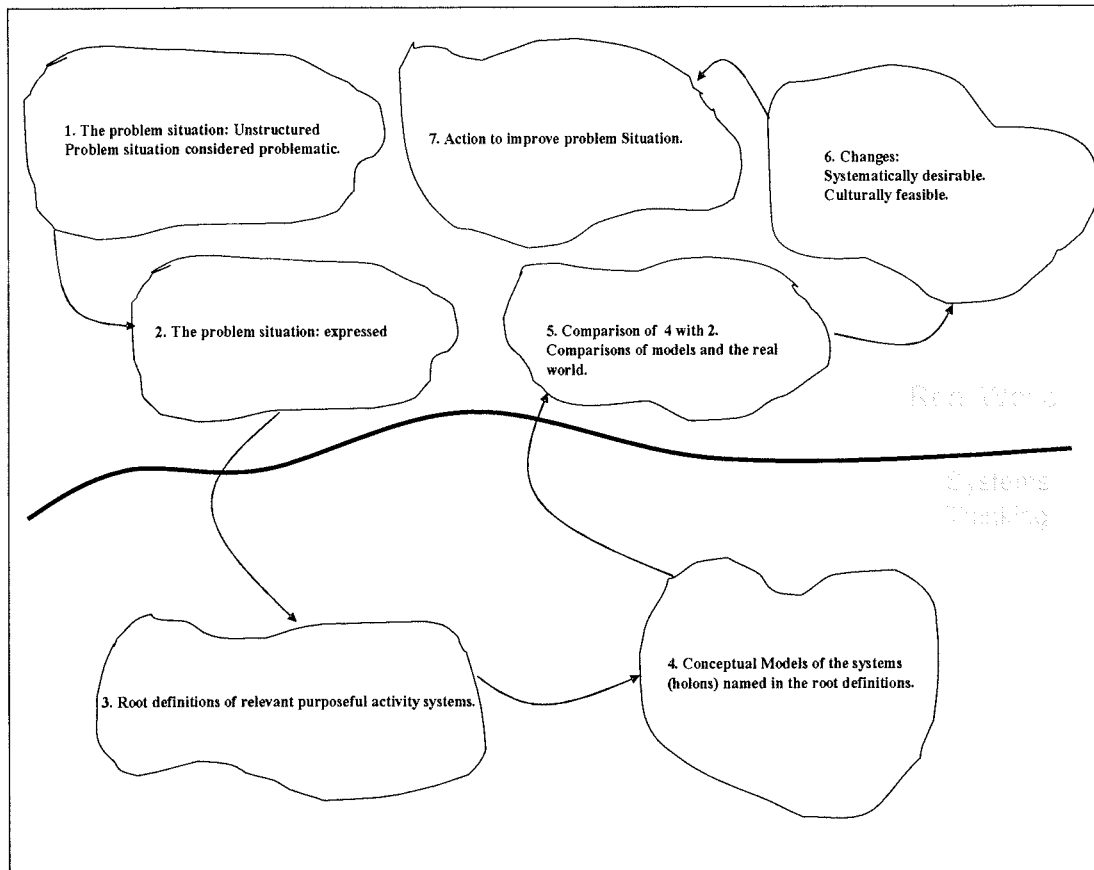 1. The problem situation: Unstructured
Problem situation considered problematic.
7. Action to improve problem Situation.
6. Changes:
Systematically desirable.
Culturally feasible.
2. The problem situation: expressed
5. Comparison of 4 with 2.
Comparisons of models and the real
world.
Systems
Thinking
3. Root definitions of relevant purposeful activity systems.
4. Conceptual Models of the systems
(holons) named in the root definitions.